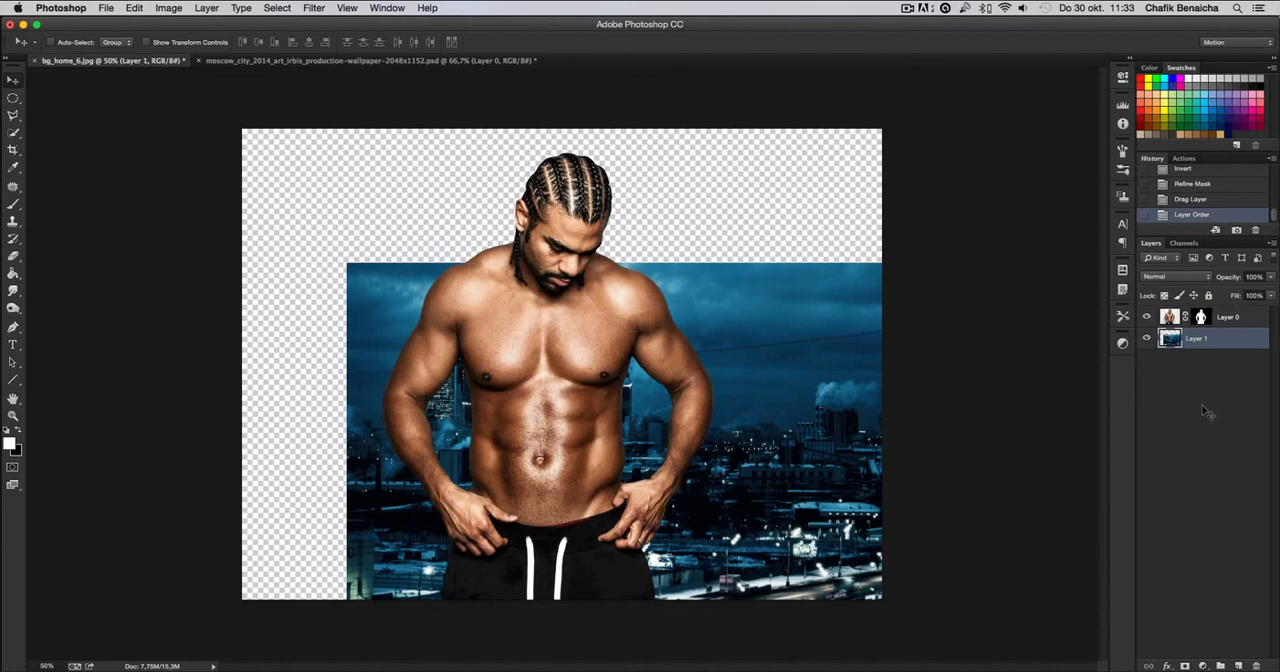 Photoshop File Edit Image Layer Type Select Filter View Window Help Do 30 okt. 11:33 Chafik Benaicha
Adobe Photoshop CC
Auto-Select: Group Show Transform Controls Motion
bg_home_6.jpg @ 50% (Layer 1, RGB/8#) * moscow_city_2014_art_irbis_production-wallpaper-2048x1152.psd @ 66,7% (Layer 0, RGB/8#) *
Color Swatches
History Actions
Invert
Refine Mask
Drag Layer
Layer Order
Layers Channels
Kind
Normal Opacity: 100%
Lock: Fill: 100%
Layer 0
Layer 1
50% Doc: 7,75M/15,3M